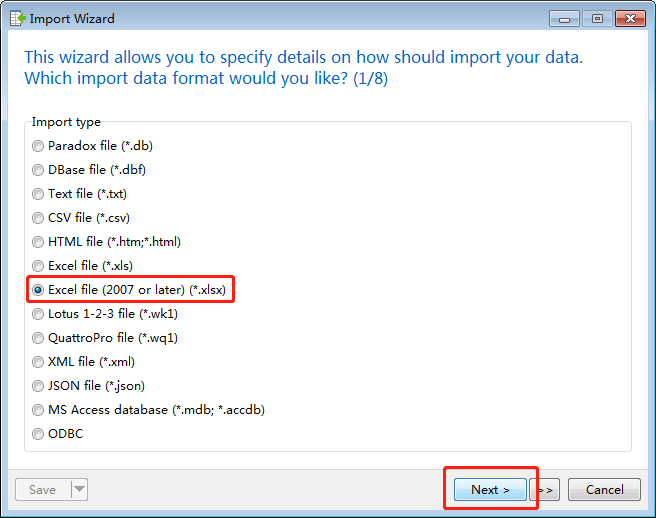 Import Wizard
This wizard allows you to specify details on how should import your data.
Which import data format would you like? (1/8)
Import type
Paradox file (*.db)
DBase file (*.dbf)
Text file (*.txt)
CSV file (*.csv)
HTML file (*.htm;*.html)
Excel file (*.xls)
Excel file (2007 or later) (*.xlsx)
Lotus 1-2-3 file (*.wk1)
QuattroPro file (*.wq1)
XML file (*.xml)
JSON file (*.json)
MS Access database (*.mdb; *.accdb)
ODBC
Save Next > >> Cancel